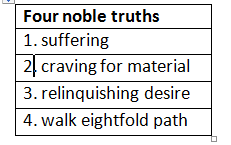 Four noble truths
1. suffering
2. craving for material
3. relinquishing desire
4. walk eightfold path